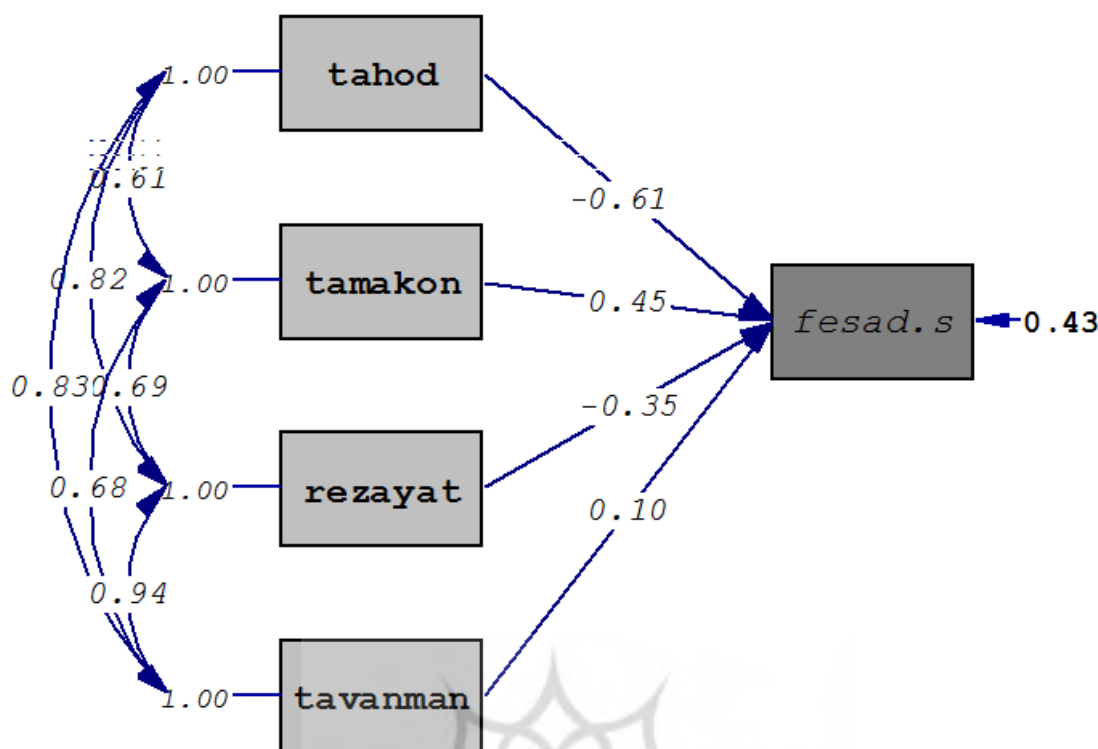 1.00 tahod
0.61
-0.61
0.82 1.00 tamakon
0.45
fesad.s 0.43
0.83 0.69
-0.35
0.68 1.00 rezayat
0.10
0.94
1.00 tavanman